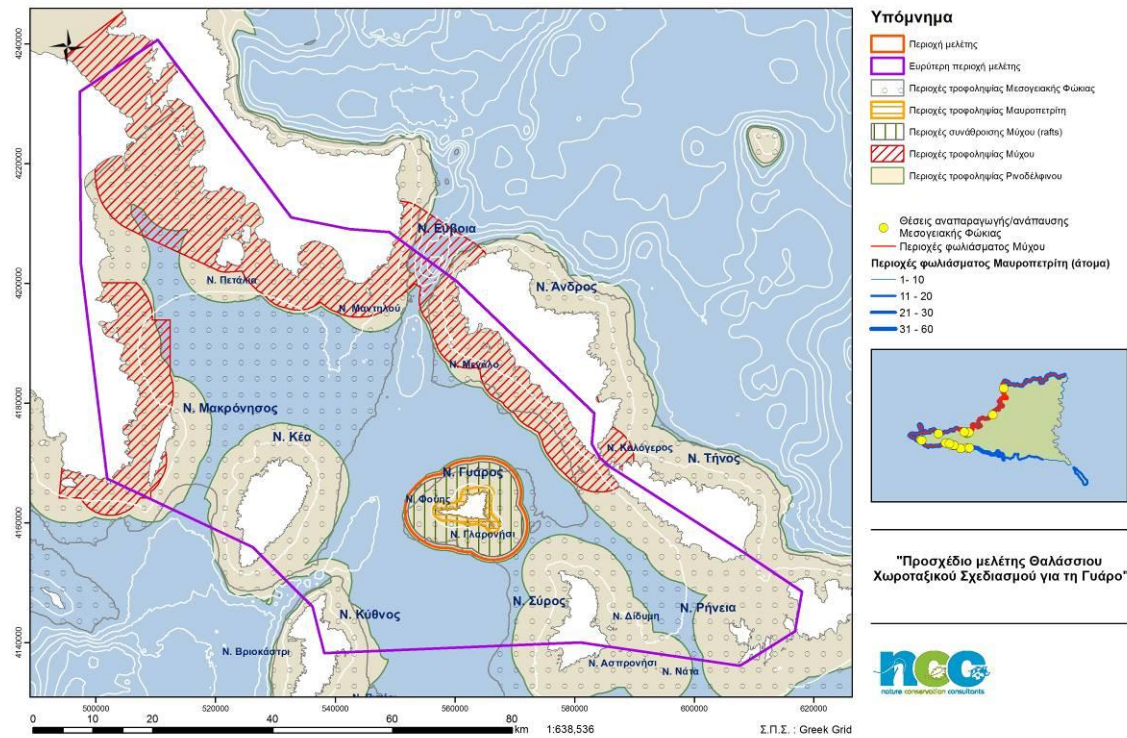 4240000
4220000
4200000
4180000
4160000
4140000
Ν. Εύβοια
Ν. Πετάλια
Ν. Μαντηλού
Ν. Άνδρος
Ν. Μεγάλο
Ν. Μακρόνησος
Ν. Κέα
Ν. Καλόγερος
Ν. Τήνος
Ν. Γυάρος
Ν. Φούης
Ν. Γλαρονήσι
Ν. Κύθνος
Ν. Σύρος
Ν. Δίδυμη
Ν. Ρήνεια
Ν. Βριοκάστρι
Ν. Ασπρονήσι
Ν. Νάτα
500000 520000 540000 560000 580000 600000 620000
0 10 20 40 60 80
km 1:638,536 Σ.Π.Σ. : Greek Grid
Υπόμνημα
Περιοχή μελέτης
Ευρύτερη περιοχή μελέτης
Περιοχές τροφοληψίας Μεσογειακής Φώκιας
Περιοχές τροφοληψίας Μαυροπετρίτη
Περιοχές συνάθροισης Μύχου (rafts)
Περιοχές τροφοληψίας Μύχου
Περιοχές τροφοληψίας Ρινοδέλφινου
Θέσεις αναπαραγωγής/ανάπαυσης
Μεσογειακής Φώκιας
Περιοχές φωλιάσματος Μύχου
Περιοχές φωλιάσματος Μαυροπετρίτη (άτομα)
1- 10
11 - 20
21 - 30
31 - 60
"Προσχέδιο μελέτης Θαλάσσιου
Χωροταξικού Σχεδιασμού για τη Γυάρο"
ncc
nature conservation consultants